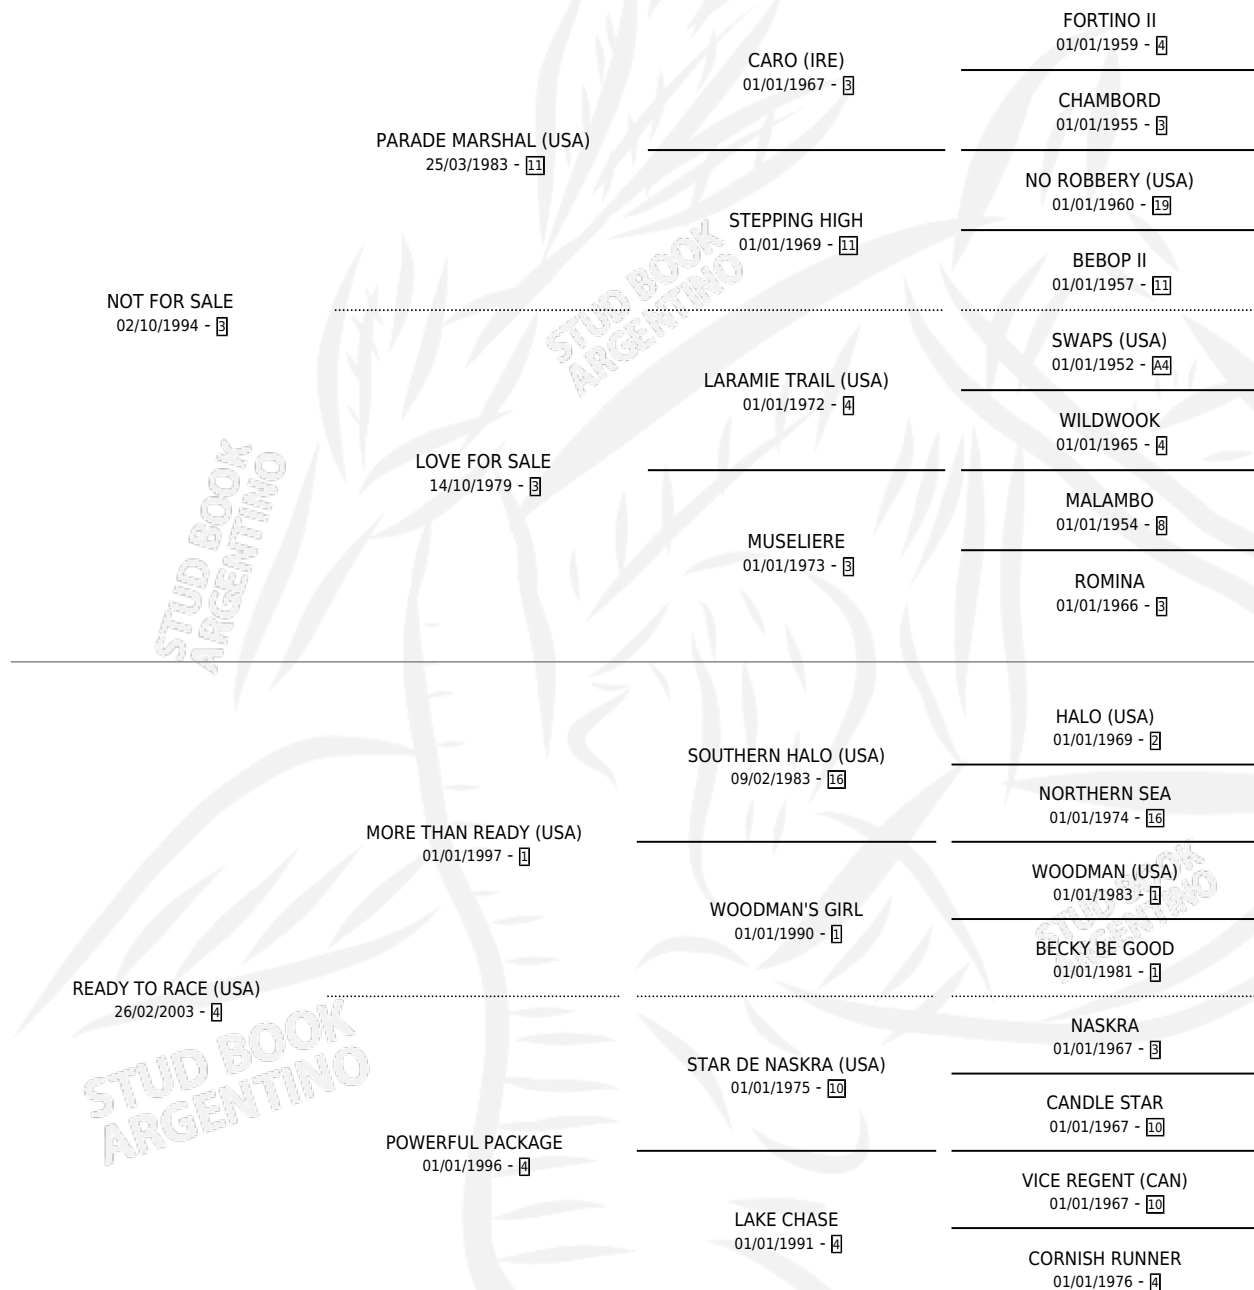 FORTINO II
01/01/1959 - 4
CARO (IRE)
01/01/1967 - 3
CHAMBORD
01/01/1955 - 3
PARADE MARSHAL (USA)
25/03/1983 - 11
NO ROBBERY (USA)
01/01/1960 - 19
STEPPING HIGH
01/01/1969 - 11
BEBOP II
01/01/1957 - 11
NOT FOR SALE
02/10/1994 - 3
STUD BOOK
ARGENTINO
SWAPS (USA)
01/01/1952 - A4
LARAMIE TRAIL (USA)
01/01/1972 - 4
WILDWOOK
01/01/1965 - 4
LOVE FOR SALE
14/10/1979 - 3
MALAMBO
01/01/1954 - 8
MUSELIERE
01/01/1973 - 3
ROMINA
01/01/1966 - 3
STUD BOOK
ARGENTINO
HALO (USA)
01/01/1969 - 2
SOUTHERN HALO (USA)
09/02/1983 - 16
NORTHERN SEA
01/01/1974 - 16
MORE THAN READY (USA)
01/01/1997 - 1
WOODMAN (USA)
01/01/1983 - 1
WOODMAN'S GIRL
01/01/1990 - 1
BECKY BE GOOD
01/01/1981 - 1
STUD BOOK
ARGENTINO
READY TO RACE (USA)
26/02/2003 - 4
NASKRA
01/01/1967 - 3
STAR DE NASKRA (USA)
01/01/1975 - 10
CANDLE STAR
01/01/1967 - 10
STUD BOOK
ARGENTINO
POWERFUL PACKAGE
01/01/1996 - 4
VICE REGENT (CAN)
01/01/1967 - 10
LAKE CHASE
01/01/1991 - 4
CORNISH RUNNER
01/01/1976 - 4